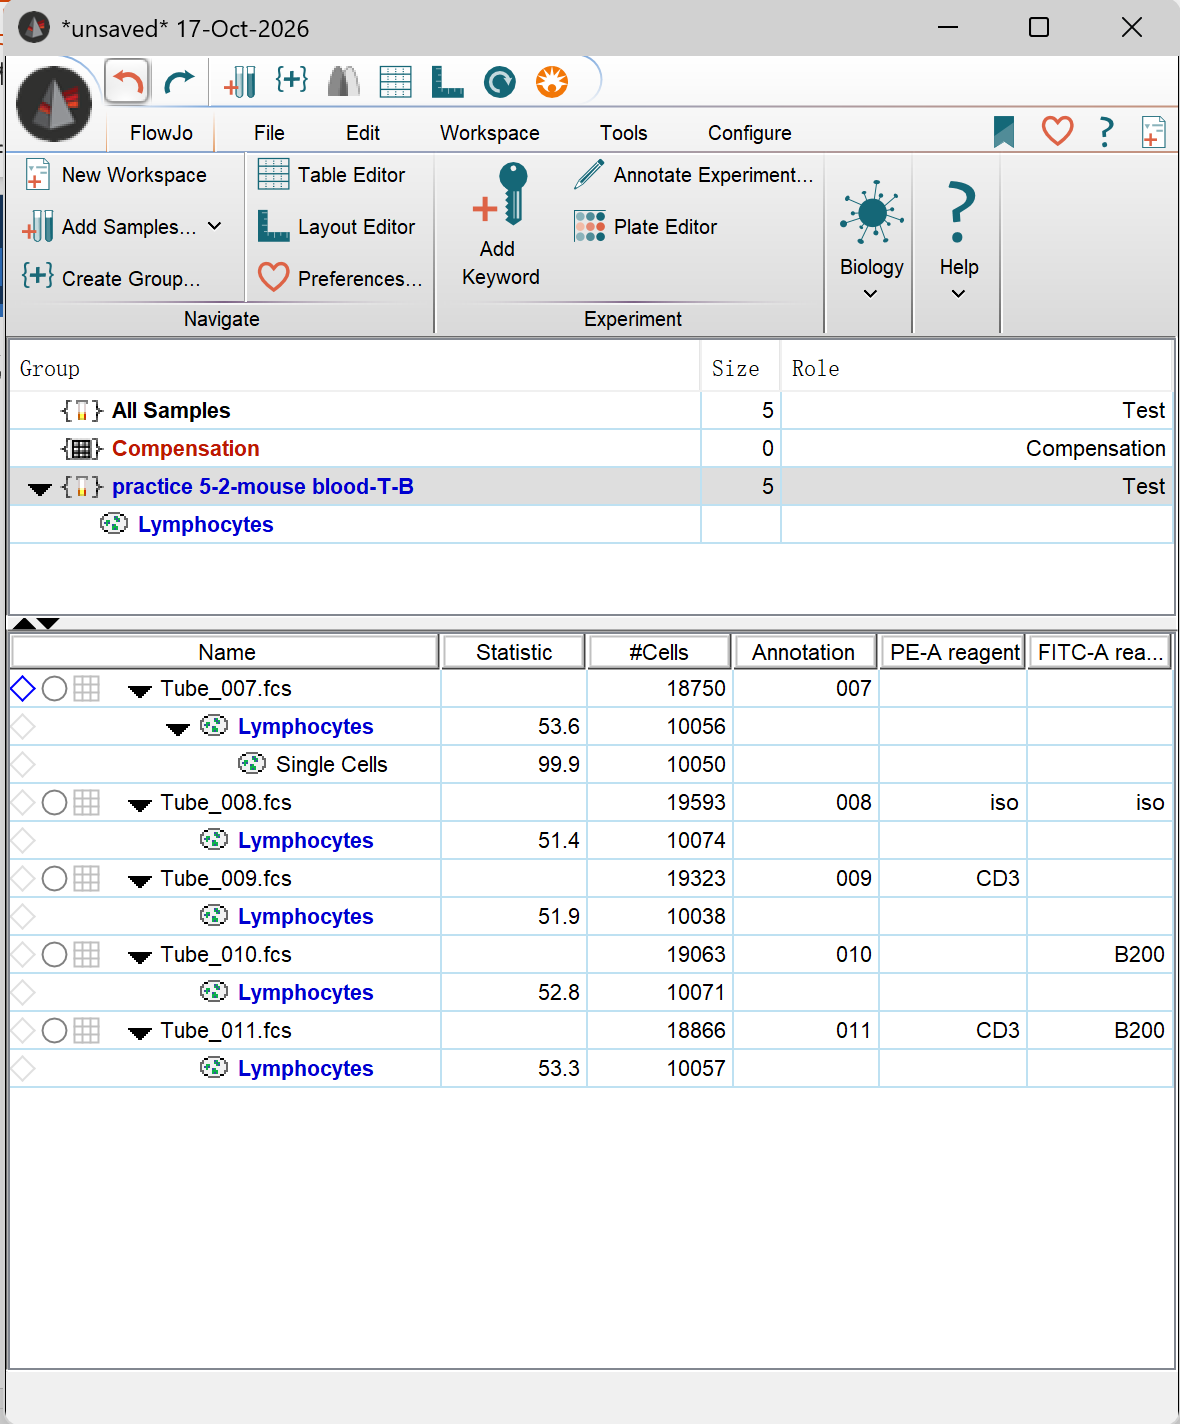 *unsaved* 17-Oct-2026
FlowJo File Edit Workspace Tools Configure
New Workspace Table Editor Annotate Experiment...
Add Samples... Layout Editor Plate Editor
Add
Keyword
Create Group... Preferences...
Biology Help
Navigate Experiment
Group Size Role
All Samples 5 Test
Compensation 0 Compensation
practice 5-2-mouse blood-T-B 5 Test
Lymphocytes
Name Statistic #Cells Annotation PE-A reagent FITC-A rea...
Tube_007.fcs 18750 007
Lymphocytes 53.6 10056
Single Cells 99.9 10050
Tube_008.fcs 19593 008 iso iso
Lymphocytes 51.4 10074
Tube_009.fcs 19323 009 CD3
Lymphocytes 51.9 10038
Tube_010.fcs 19063 010 B200
Lymphocytes 52.8 10071
Tube_011.fcs 18866 011 CD3 B200
Lymphocytes 53.3 10057